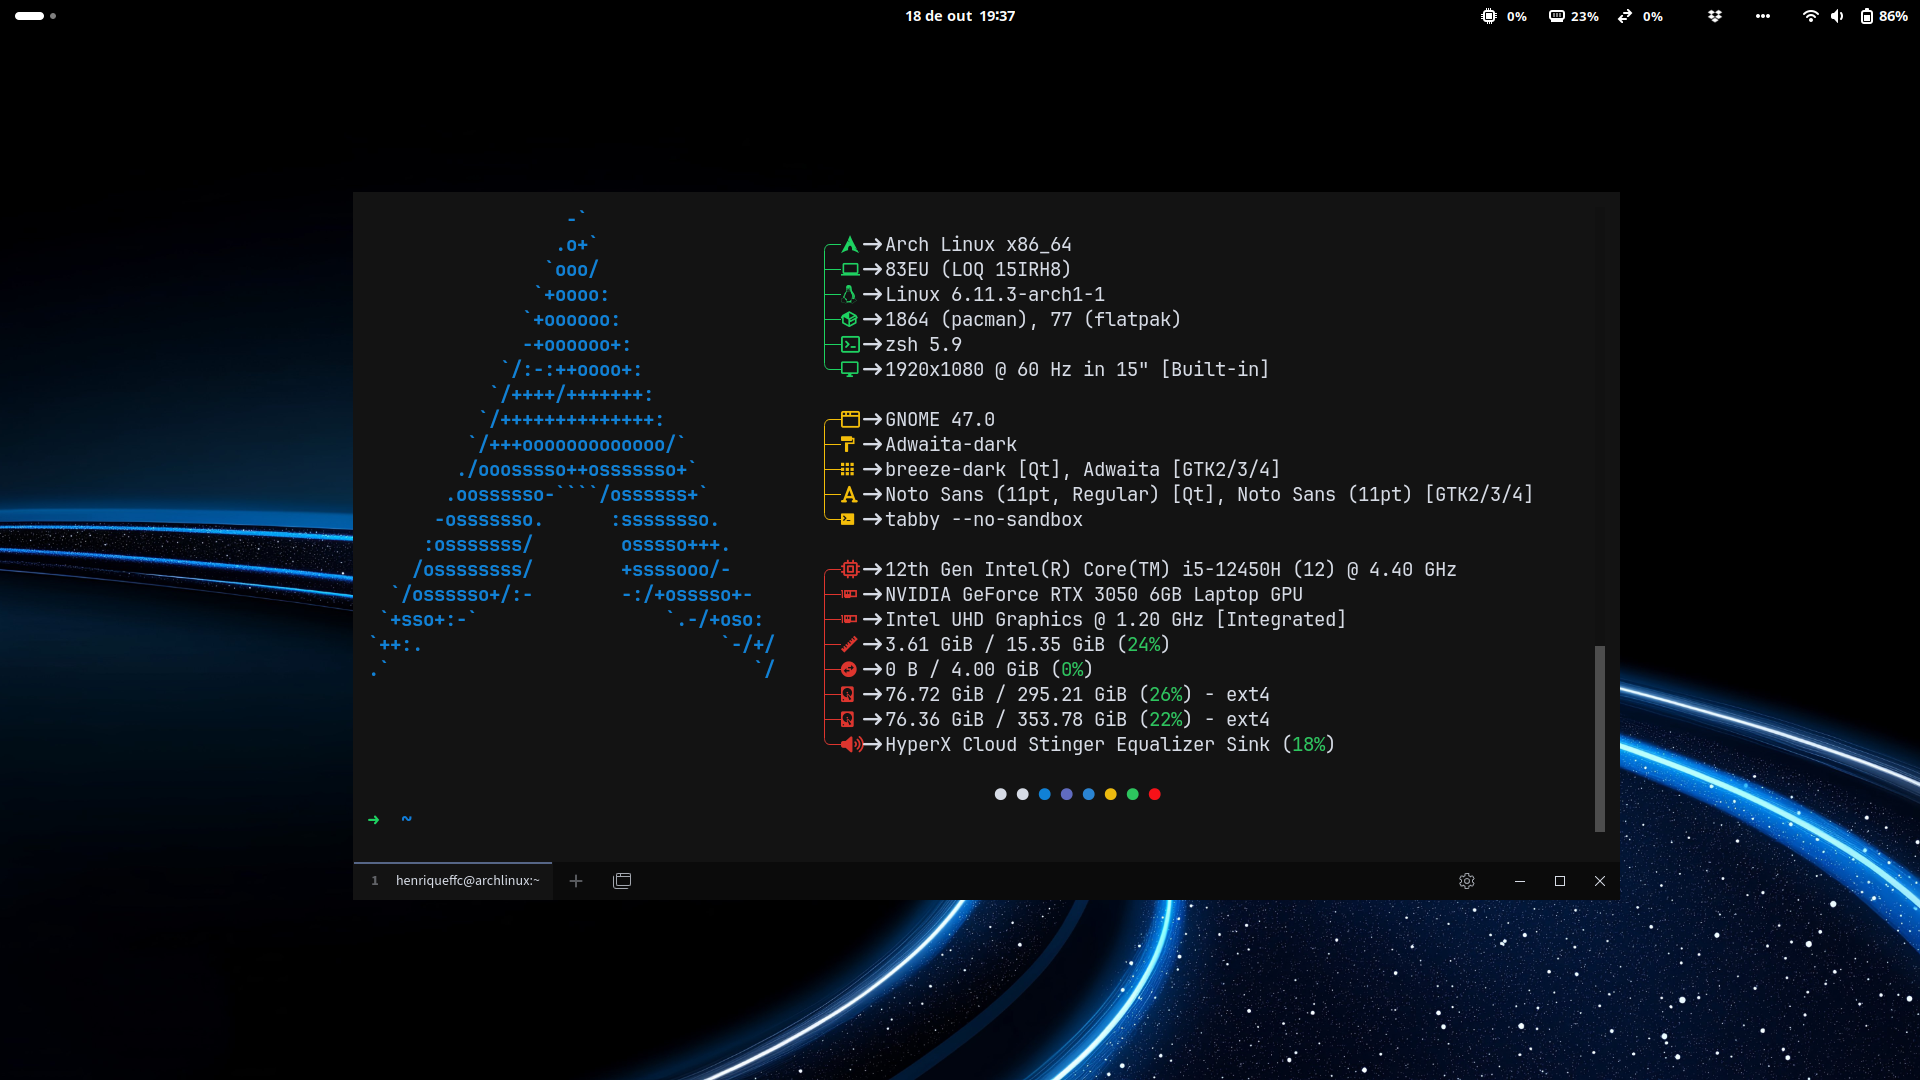 18 de out 19:37
0% 23% 0% 86%
-`
.o+`
`ooo/
`+oooo:
`+oooooo:
-+oooooo+:
`/:-:++oooo+:
`/++++/+++++++:
`/++++++++++++++:
`/+++ooooooooooooo/`
./ooosssso++osssssso+`
.oossssso-````/ossssss+`
-osssssso. :ssssssso.
:osssssss/ osssso+++.
/ossssssss/ +ssssooo/-
`/ossssso+/:- -:/+osssso+-
`+sso+:-` `.-/+oso:
`++:. `-/+/
.` `/
Arch Linux x86_64
83EU (LOQ 15IRH8)
Linux 6.11.3-arch1-1
1864 (pacman), 77 (flatpak)
zsh 5.9
1920x1080 @ 60 Hz in 15" [Built-in]
GNOME 47.0
Adwaita-dark
breeze-dark [Qt], Adwaita [GTK2/3/4]
Noto Sans (11pt, Regular) [Qt], Noto Sans (11pt) [GTK2/3/4]
tabby --no-sandbox
12th Gen Intel(R) Core(TM) i5-12450H (12) @ 4.40 GHz
NVIDIA GeForce RTX 3050 6GB Laptop GPU
Intel UHD Graphics @ 1.20 GHz [Integrated]
3.61 GiB / 15.35 GiB (24%)
0 B / 4.00 GiB (0%)
76.72 GiB / 295.21 GiB (26%) - ext4
76.36 GiB / 353.78 GiB (22%) - ext4
HyperX Cloud Stinger Equalizer Sink (18%)
➜ ~
1 henriqueffc@archlinux:~